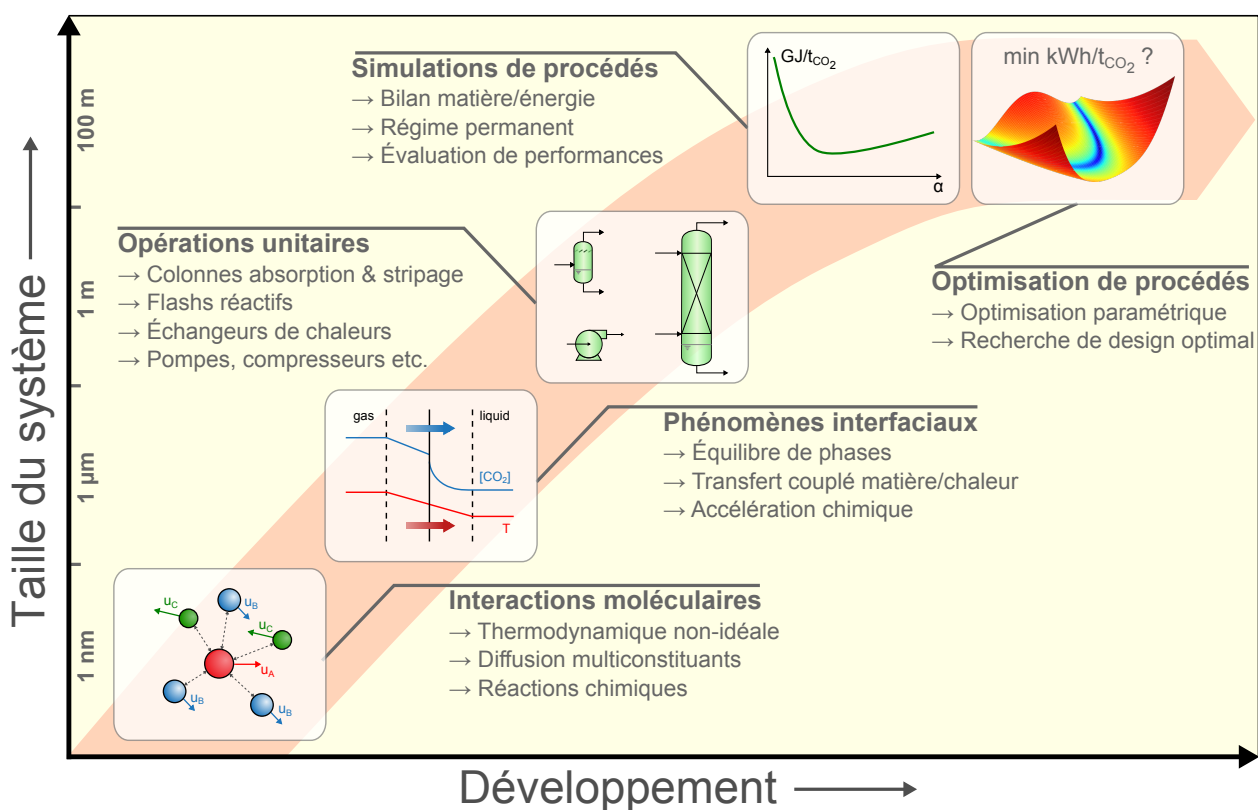 Taille du système
100 m
1 m
1 µm
1 nm
Simulations de procédés
→ Bilan matière/énergie
→ Régime permanent
→ Évaluation de performances
GJ/tCO2
α
min kWh/tCO2 ?
Opérations unitaires
→ Colonnes absorption & stripage
→ Flashs réactifs
→ Échangeurs de chaleurs
→ Pompes, compresseurs etc.
Optimisation de procédés
→ Optimisation paramétrique
→ Recherche de design optimal
gas
liquid
[CO2]
T
Phénomènes interfaciaux
→ Équilibre de phases
→ Transfert couplé matière/chaleur
→ Accélération chimique
uC
uB
uC
uA
uB
uB
Interactions moléculaires
→ Thermodynamique non-idéale
→ Diffusion multiconstituants
→ Réactions chimiques
Développement